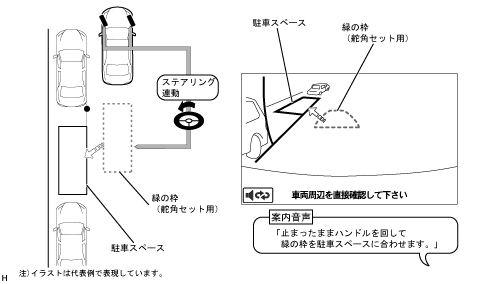 ステアリング
連動
緑の枠
（舵角セット用）
駐車スペース
注）イラストは代表例で表現しています。
H
駐車スペース
緑の枠
（舵角セット用）
車両周辺を直接確認して下さい
案内音声
「止まったままハンドルを回して
緑の枠を駐車スペースに合わせます。」